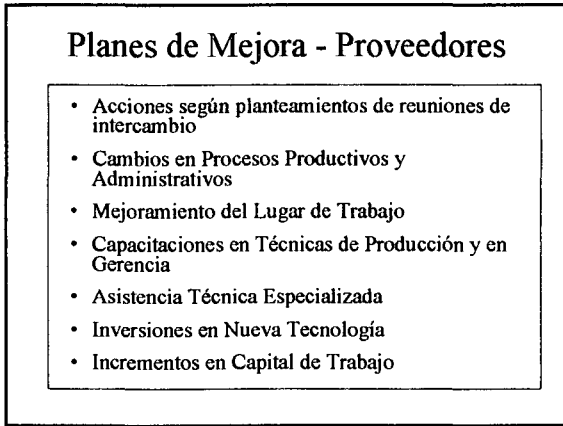 Planes de Mejora - Proveedores
• Acciones según planteamientos de reuniones de
intercambio
• Cambios en Procesos Productivos y
Administrativos
• Mejoramiento del Lugar de Trabajo
• Capacitaciones en Técnicas de Producción y en
Gerencia
• Asistencia Técnica Especializada
• Inversiones en Nueva Tecnología
• Incrementos en Capital de Trabajo